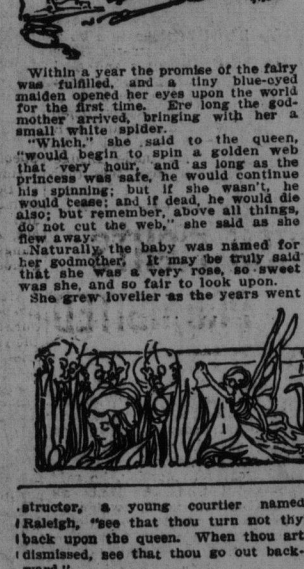 Within a year the promise of the fairy
was fulfilled, and a tiny blue-eyed
maiden opened her eyes upon the world
for the first time. Ere long the god-
mother arrived, bringing with her a
small white spider.
"Which," she said to the queen,
"would begin to spin a golden web
that very hour, and as long as the
princess was safe, he would continue
his spinning; but if she wasn't, he
would cease; and if dead, he would die
also; but remember, above all things,
do not cut the web," she said as she
flew away.
Naturally, the baby was named for
her godmother. It may be truly said
that she was a very rose, so sweet
was she, and so fair to look upon.
She grew lovelier as the years went
structor, a young courtier named
Raleigh, "see that thou turn not thy
back upon the queen. When thou art
dismissed, see that thou go out back-